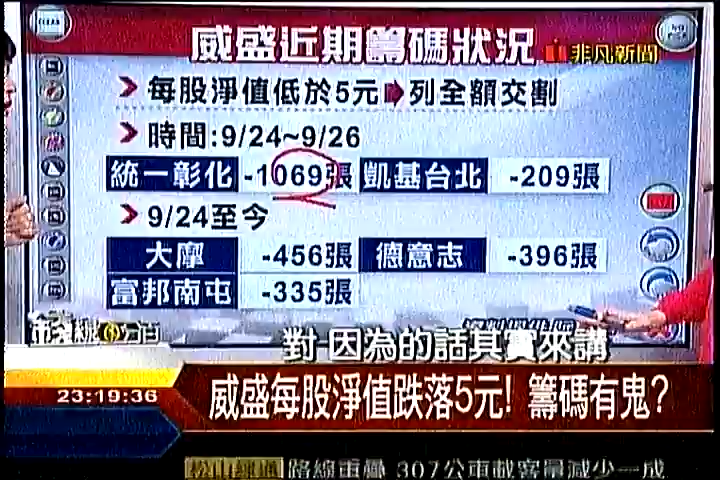 威盛近期籌碼狀況
非凡新聞
每股淨值低於5元 列全額交割
時間:9/24~9/26
統一彰化 -1069張 凱基台北 -209張
9/24至今
大摩 -456張 德意志 -396張
富邦南屯 -335張
對 因為的話其實來講
23:19:36
威盛每股淨值跌落5元! 籌碼有鬼?
路線重疊 307公車載客量減少一成